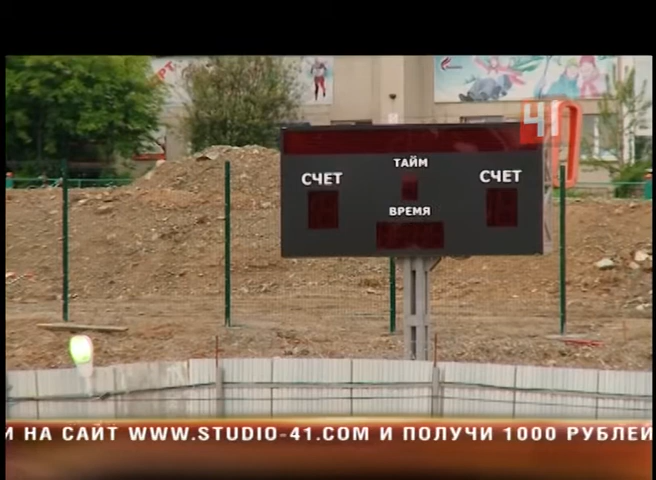 41
ТАЙМ
СЧЕТ СЧЕТ
ВРЕМЯ
И НА САЙТ WWW.STUDIO-41.COM И ПОЛУЧИ 1000 РУБЛЕЙ